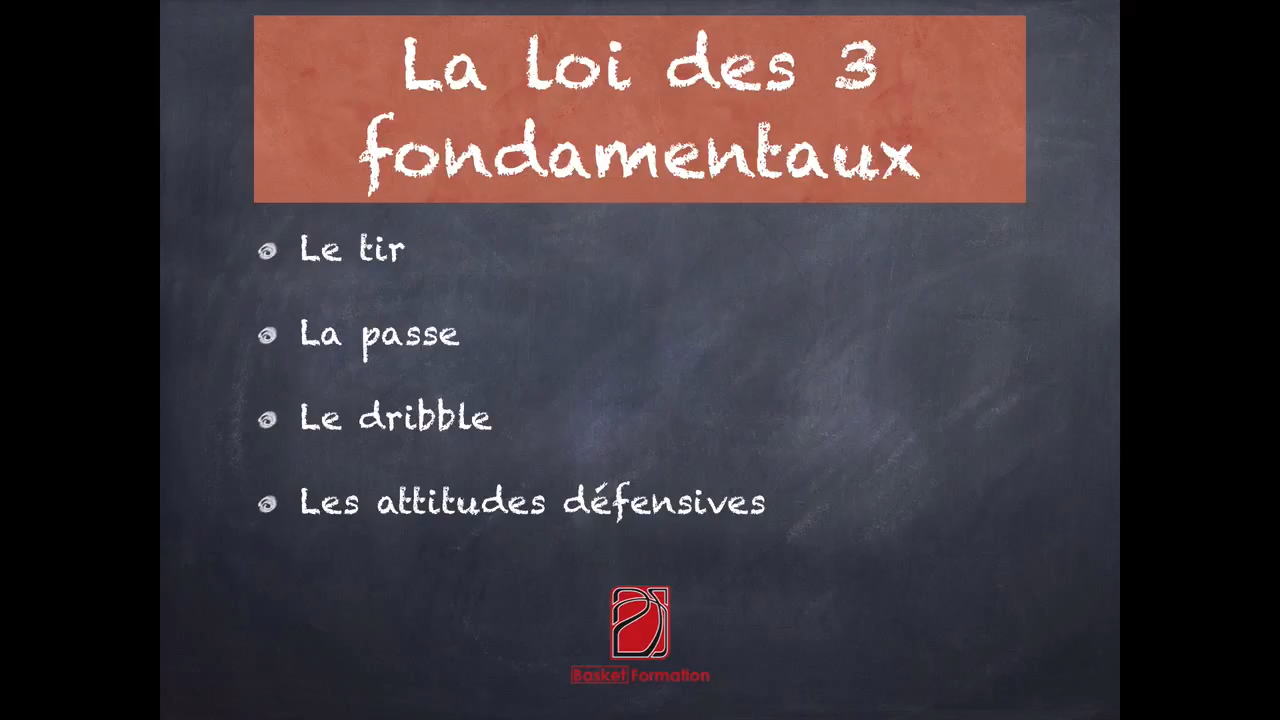 La loi des 3
fondamentaux
Le tir
La passe
Le dribble
Les attitudes défensives
Basket Formation